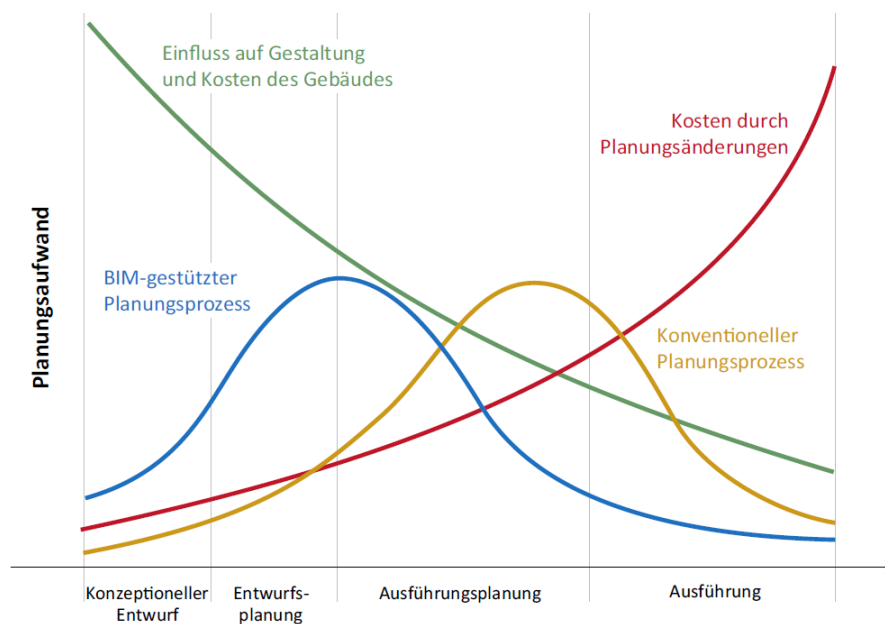 Einfluss auf Gestaltung
und Kosten des Gebäudes
Kosten durch
Planungsänderungen
Planungsaufwand
BIM-gestützter
Planungsprozess
Konventioneller
Planungsprozess
Konzeptioneller
Entwurf
Entwurfs-
planung
Ausführungsplanung
Ausführung